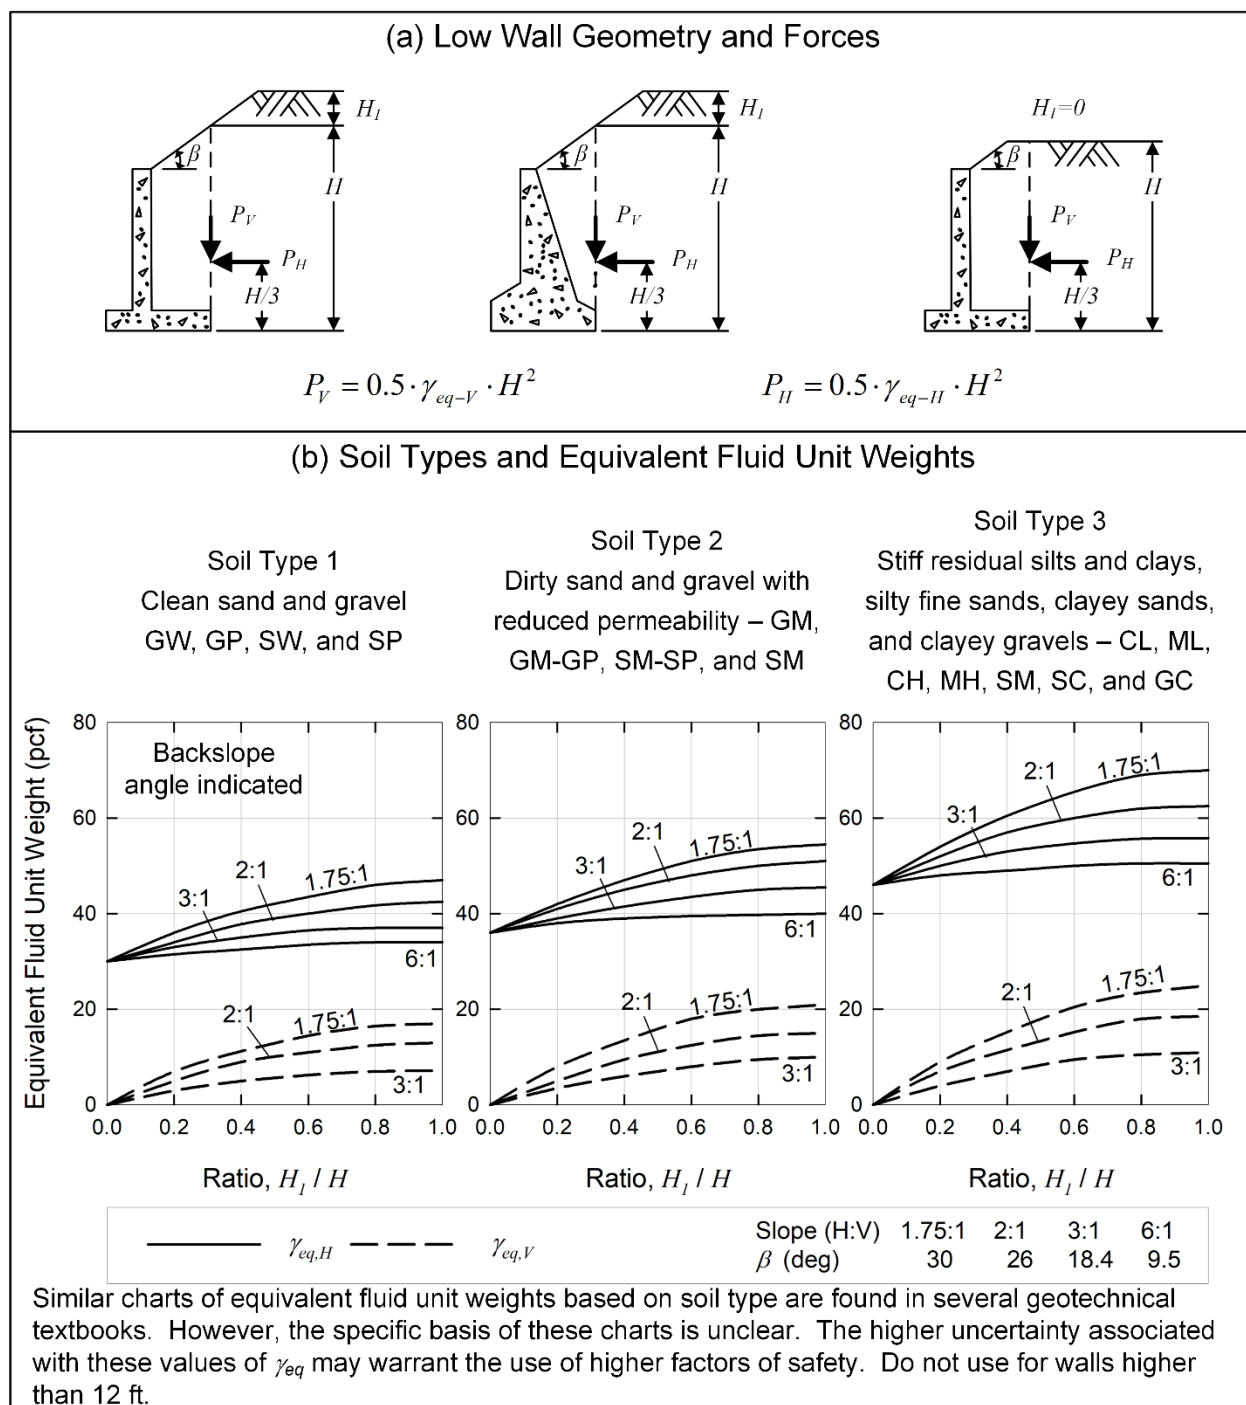 (a) Low Wall Geometry and Forces
H₁
β
H
P_V
P_H
H/3
H₁
β
H
P_V
P_H
H/3
H₁=0
β
H
P_V
P_H
H/3
P_V = 0.5 · γ_eq−V · H²
P_H = 0.5 · γ_eq−H · H²
(b) Soil Types and Equivalent Fluid Unit Weights
Soil Type 1
Clean sand and gravel
GW, GP, SW, and SP
Soil Type 2
Dirty sand and gravel with
reduced permeability – GM,
GM-GP, SM-SP, and SM
Soil Type 3
Stiff residual silts and clays,
silty fine sands, clayey sands,
and clayey gravels – CL, ML,
CH, MH, SM, SC, and GC
Equivalent Fluid Unit Weight (pcf)
80
60
40
20
0
Backslope
angle indicated
3:1
2:1
1.75:1
6:1
2:1
1.75:1
3:1
0.0 0.2 0.4 0.6 0.8 1.0
Ratio, H₁ / H
80
60
40
20
0
3:1
2:1
1.75:1
6:1
2:1
1.75:1
3:1
0.0 0.2 0.4 0.6 0.8 1.0
Ratio, H₁ / H
80
60
40
20
0
3:1
2:1
1.75:1
6:1
2:1
1.75:1
3:1
0.0 0.2 0.4 0.6 0.8 1.0
Ratio, H₁ / H
γ_eq,H
γ_eq,V
Slope (H:V) 1.75:1 2:1 3:1 6:1
β (deg) 30 26 18.4 9.5
Similar charts of equivalent fluid unit weights based on soil type are found in several geotechnical
textbooks. However, the specific basis of these charts is unclear. The higher uncertainty associated
with these values of γ_eq may warrant the use of higher factors of safety. Do not use for walls higher
than 12 ft.